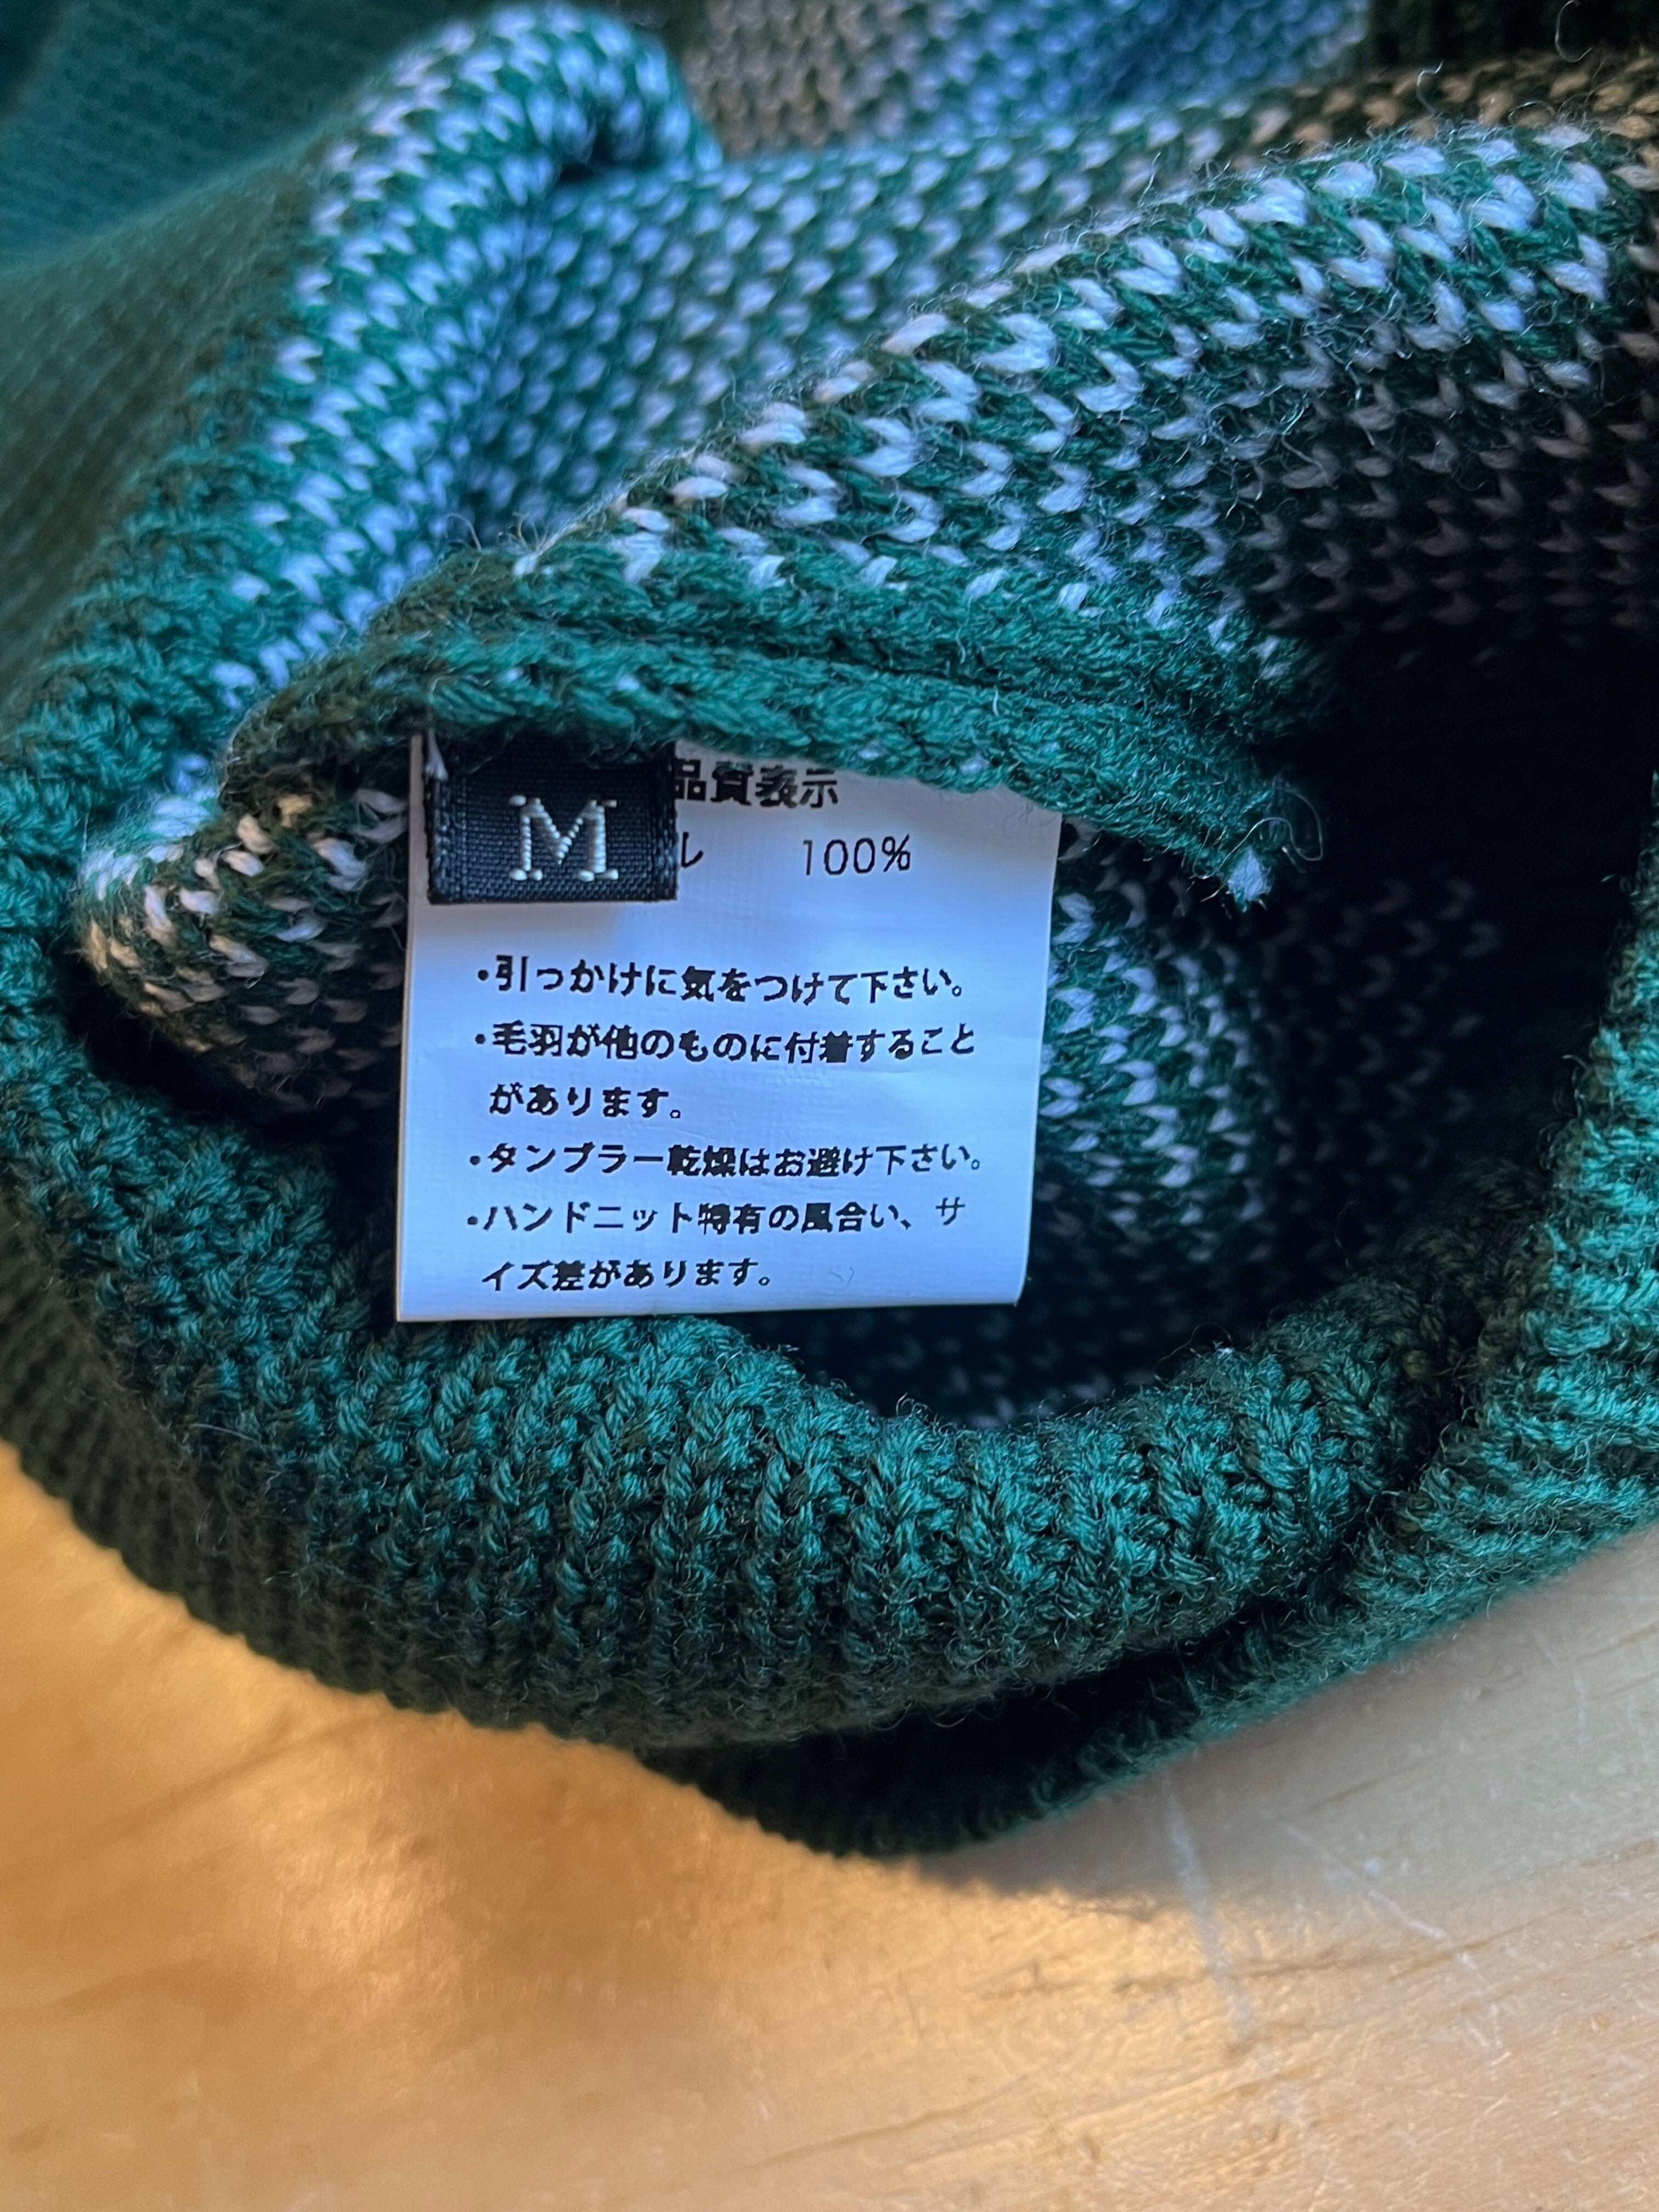 M
品質表示
ル 100%
・引っかけに気をつけて下さい。
・毛羽が他のものに付着すること
があります。
・タンブラー乾燥はお避け下さい。
・ハンドニット特有の風合い、サ
イズ差があります。